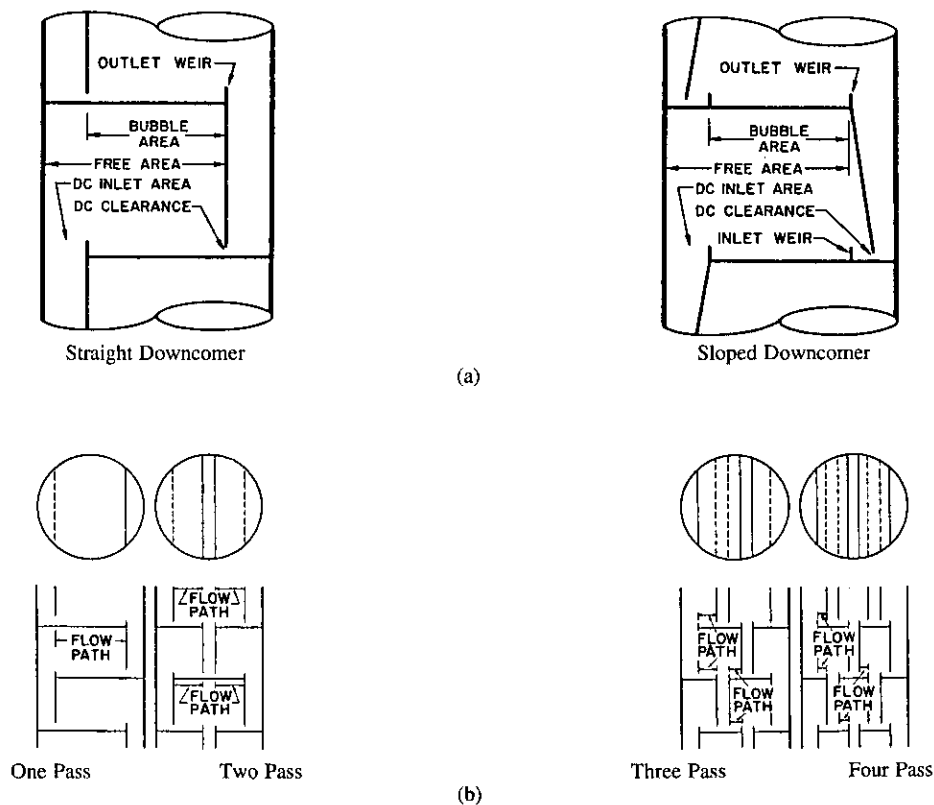 OUTLET WEIR
BUBBLE
AREA
FREE AREA
DC INLET AREA
DC CLEARANCE
Straight Downcomer
OUTLET WEIR
BUBBLE
AREA
FREE AREA
DC INLET AREA
DC CLEARANCE
INLET WEIR
Sloped Downcomer
(a)
FLOW
PATH
One Pass
FLOW
PATH
FLOW
PATH
Two Pass
FLOW
PATH
FLOW
PATH
Three Pass
FLOW
PATH
FLOW
PATH
Four Pass
(b)